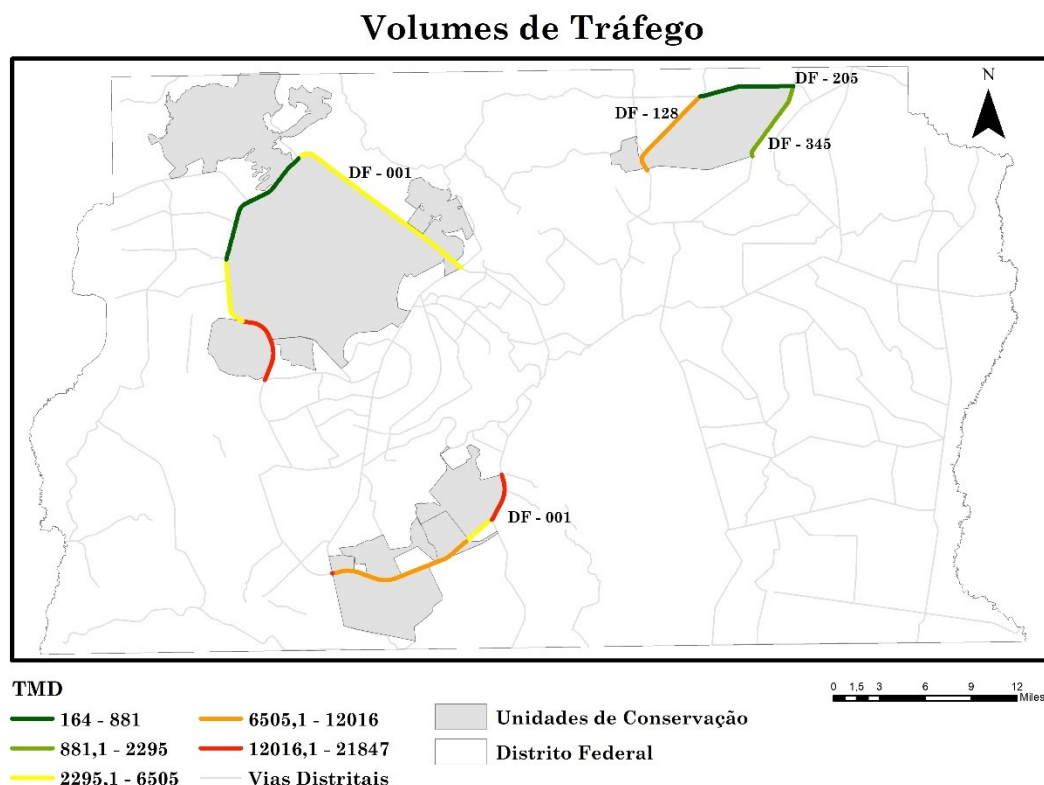 Volumes de Tráfego
DF - 205
N
DF - 128
DF - 345
DF - 001
DF - 001
TMD
0 1,5 3 6 9 12
Miles
164 - 881
6505,1 - 12016
Unidades de Conservação
881,1 - 2295
12016,1 - 21847
Distrito Federal
2295,1 - 6505
Vias Distritais